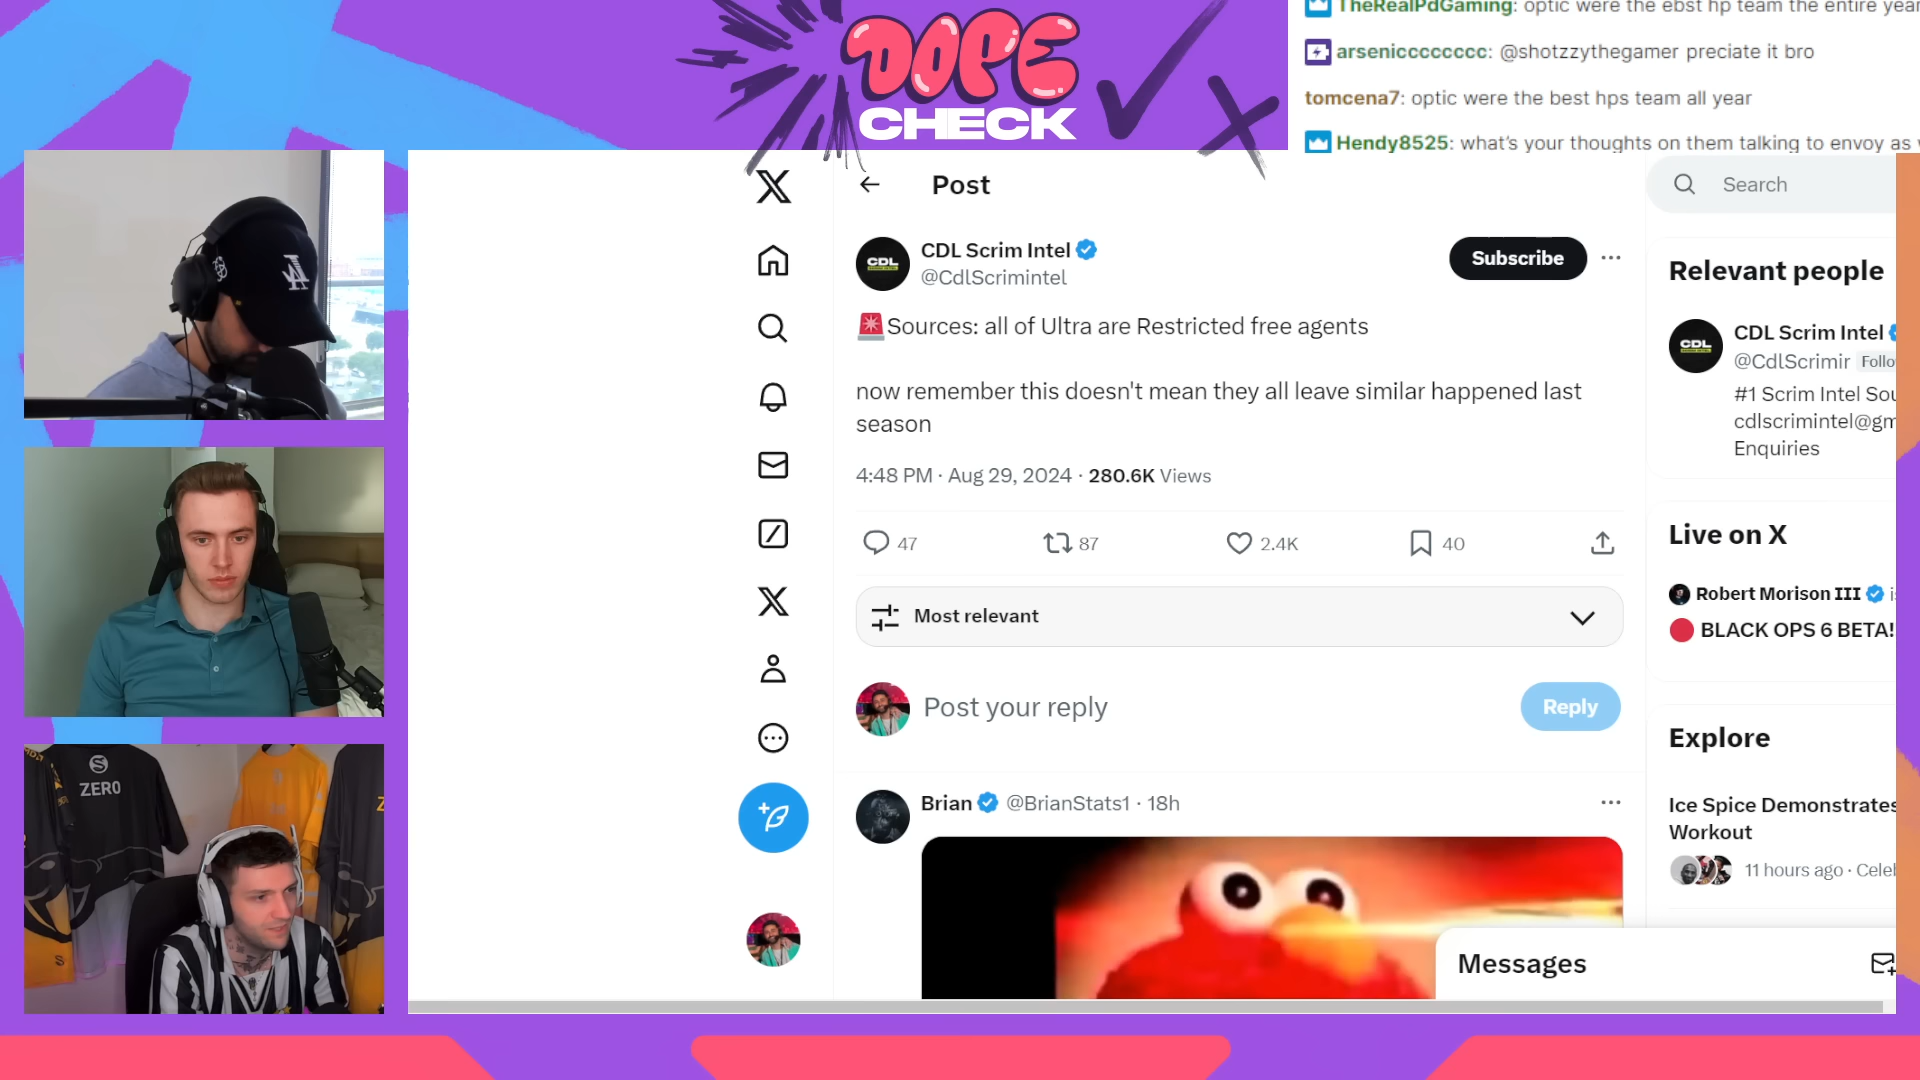 DOPE
CHECK
TheRealPdGaming: optic were the ebst hp team the entire year
arsenicccccccc: @shotzzythegamer preciate it bro
tomcena7: optic were the best hps team all year
Hendy8525: what's your thoughts on them talking to envoy as
Post
Search
CDL Scrim Intel
@CdlScrimintel
Subscribe
Sources: all of Ultra are Restricted free agents
now remember this doesn't mean they all leave similar happened last
season
4:48 PM · Aug 29, 2024 · 280.6K Views
47
87
2.4K
40
Most relevant
Post your reply
Reply
Brian @BrianStats1 · 18h
Relevant people
CDL Scrim Intel
@CdlScrimir Follo
#1 Scrim Intel Sou
cdlscrimintel@gm
Enquiries
Live on X
Robert Morison III
BLACK OPS 6 BETA!
Explore
Ice Spice Demonstrates
Workout
11 hours ago · Celeb
Messages
CDL
CDL
ZERO